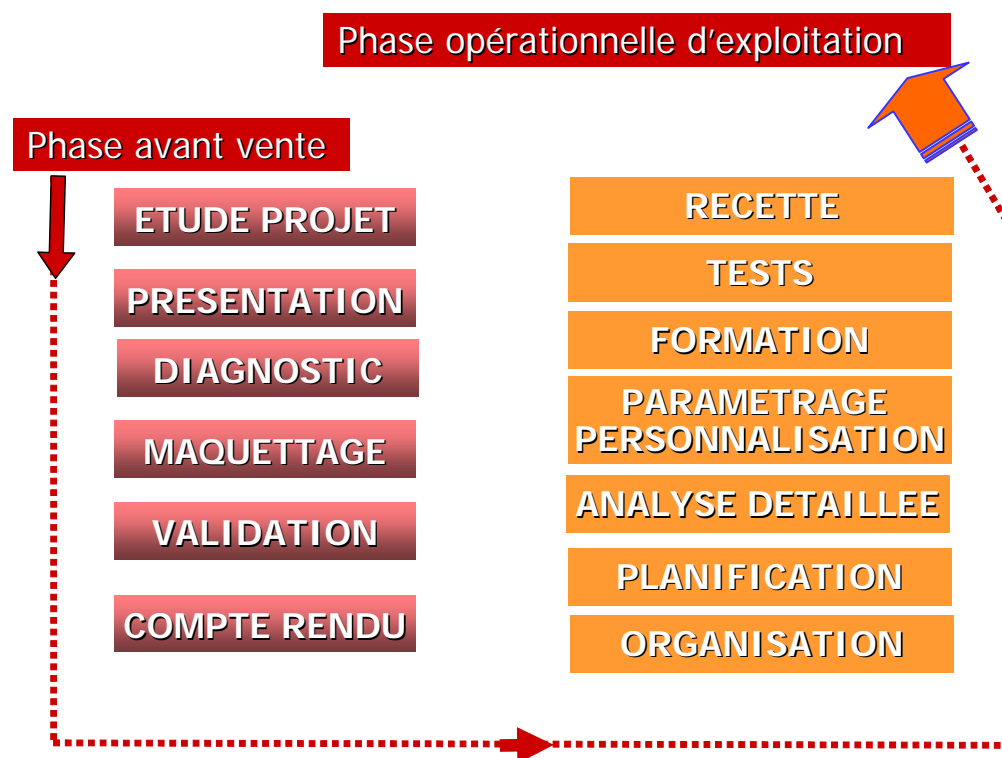 Phase opérationnelle d'exploitation
Phase avant vente
ETUDE PROJET
PRESENTATION
DIAGNOSTIC
MAQUETTAGE
VALIDATION
COMPTE RENDU
RECETTE
TESTS
FORMATION
PARAMETRAGE
PERSONNALISATION
ANALYSE DETAILLEE
PLANIFICATION
ORGANISATION